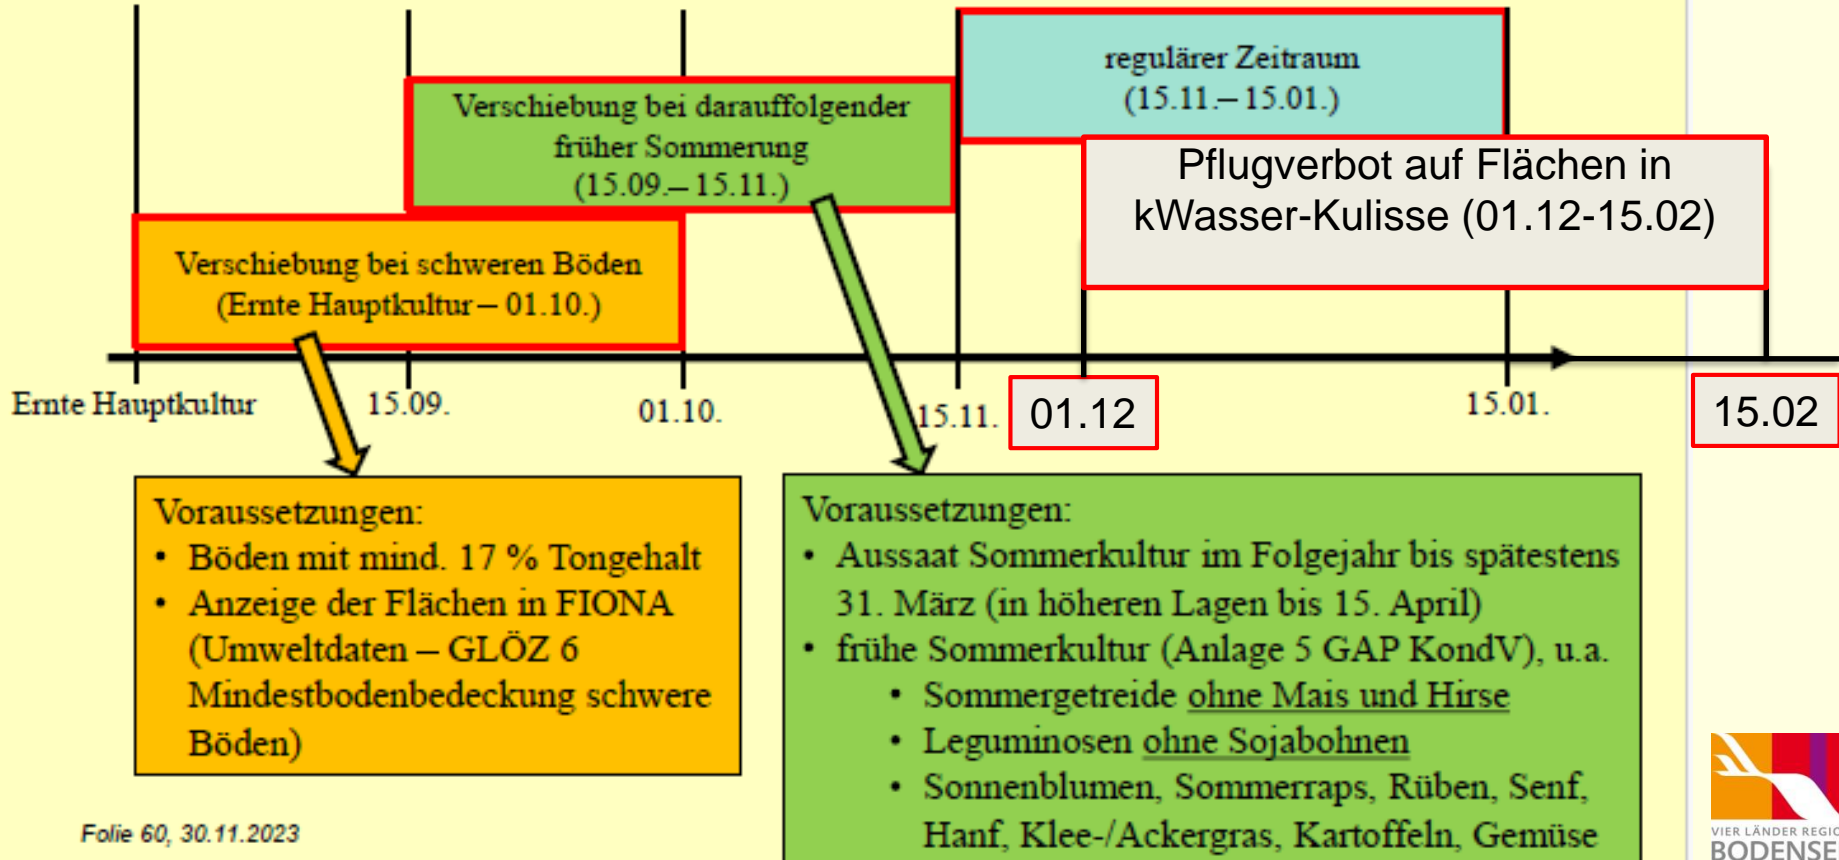 regulärer Zeitraum
(15.11.– 15.01.)
Verschiebung bei darauffolgender
früher Sommerung
(15.09.– 15.11.)
Pflugverbot auf Flächen in
kWasser-Kulisse (01.12-15.02)
Verschiebung bei schweren Böden
(Ernte Hauptkultur – 01.10.)
Ernte Hauptkultur
15.09.
01.10.
15.11.
01.12
15.01.
15.02
Voraussetzungen:
• Böden mit mind. 17 % Tongehalt
• Anzeige der Flächen in FIONA
(Umweltdaten – GLÖZ 6
Mindestbodenbedeckung schwere
Böden)
Voraussetzungen:
• Aussaat Sommerkultur im Folgejahr bis spätestens
31. März (in höheren Lagen bis 15. April)
• frühe Sommerkultur (Anlage 5 GAP KondV), u.a.
• Sommergetreide ohne Mais und Hirse
• Leguminosen ohne Sojabohnen
• Sonnenblumen, Sommerraps, Rüben, Senf,
Hanf, Klee-/Ackergras, Kartoffeln, Gemüse
Folie 60, 30.11.2023
VIER LÄNDER REGIO
BODENSE